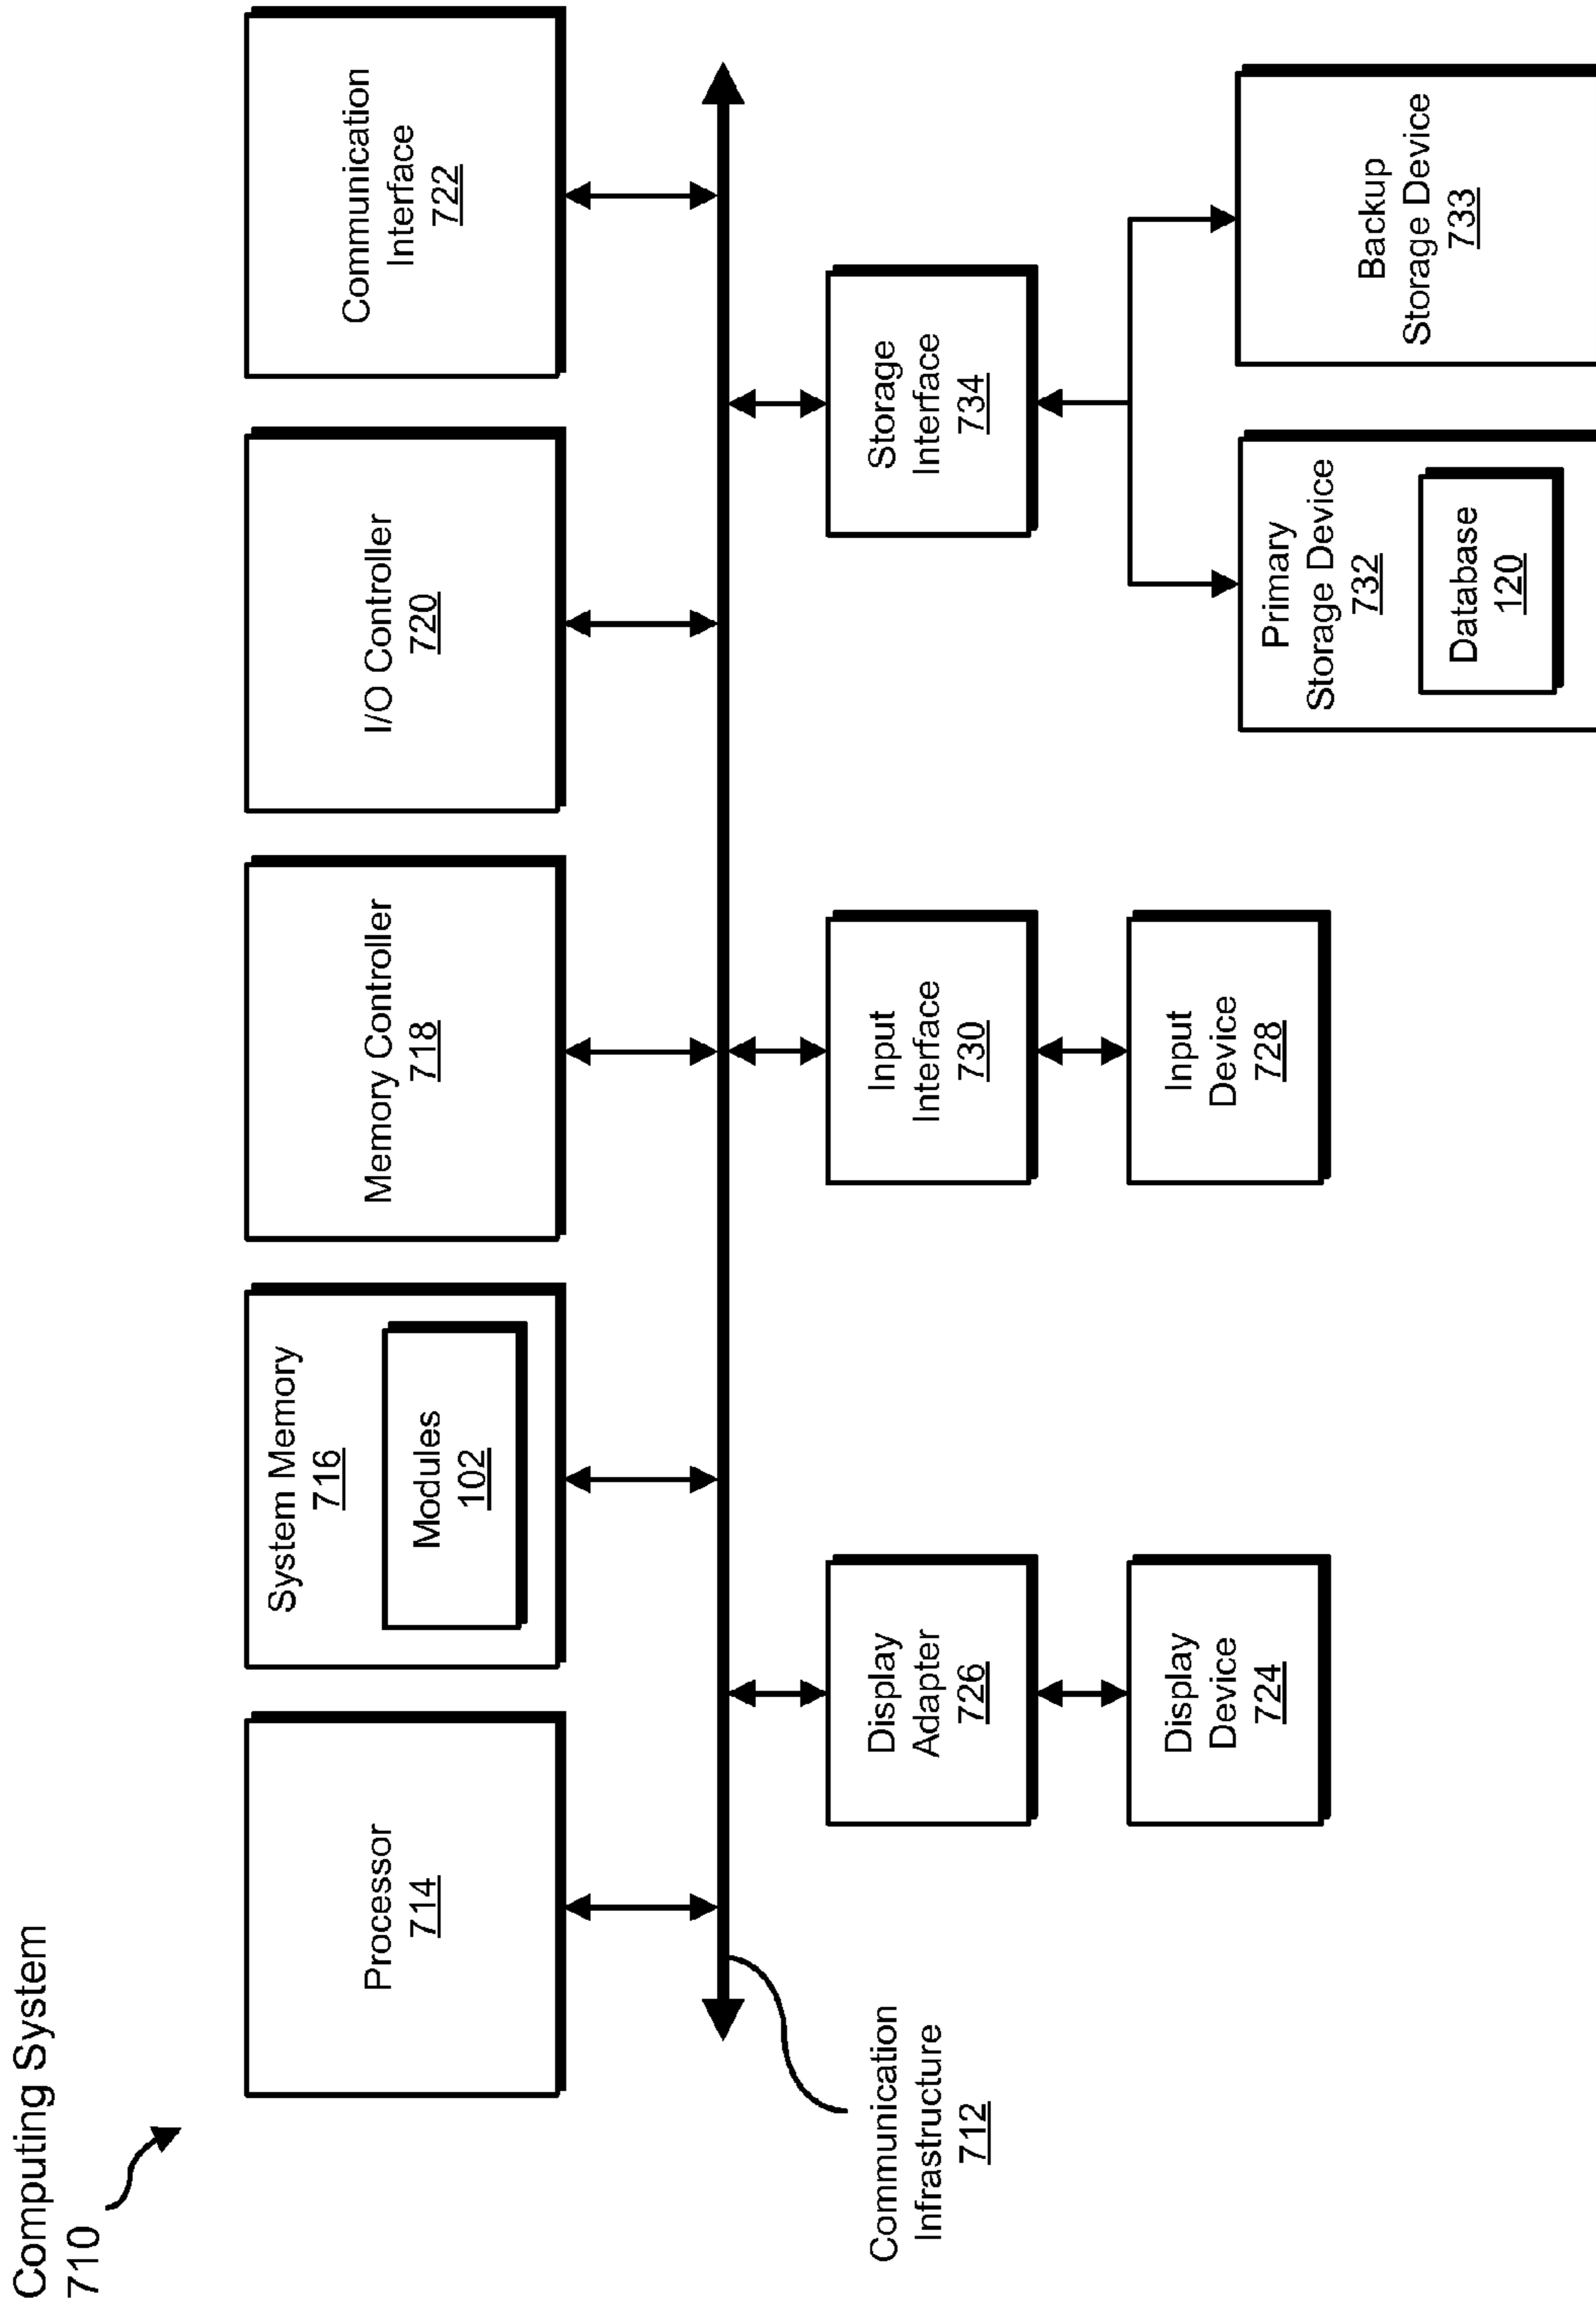 Computing System
710
Processor
714
System Memory
716
Modules
102
Memory Controller
718
I/O Controller
720
Communication
Interface
722
Communication
Infrastructure
712
Display
Adapter
726
Input
Interface
730
Storage
Interface
734
Display
Device
724
Input
Device
728
Primary
Storage Device
732
Database
120
Backup
Storage Device
733